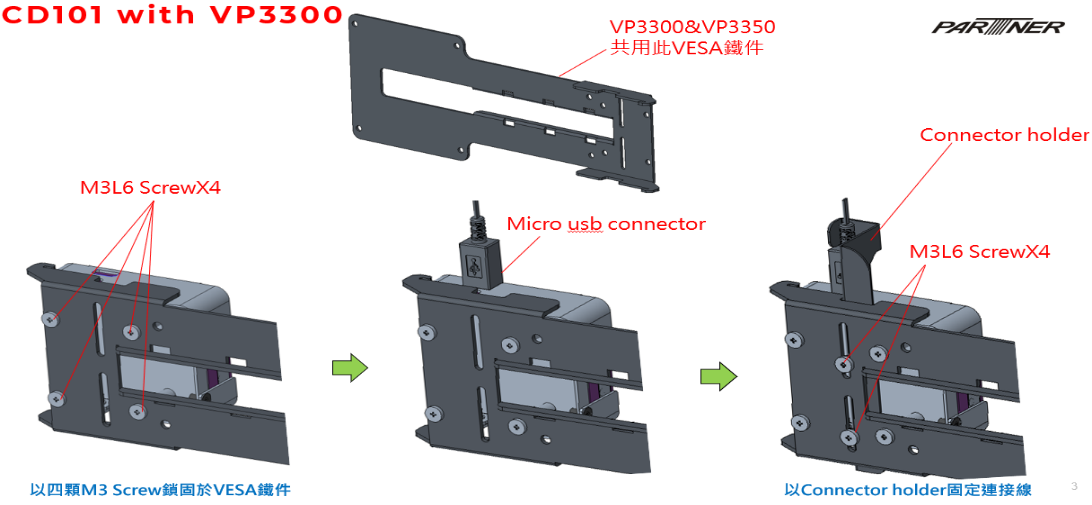 CD101 with VP3300
VP3300&VP3350
共用此VESA鐵件
PARTNER
Connector holder
M3L6 ScrewX4
Micro usb connector
M3L6 ScrewX4
以四顆M3 Screw鎖固於VESA鐵件
以Connector holder固定連接線
3